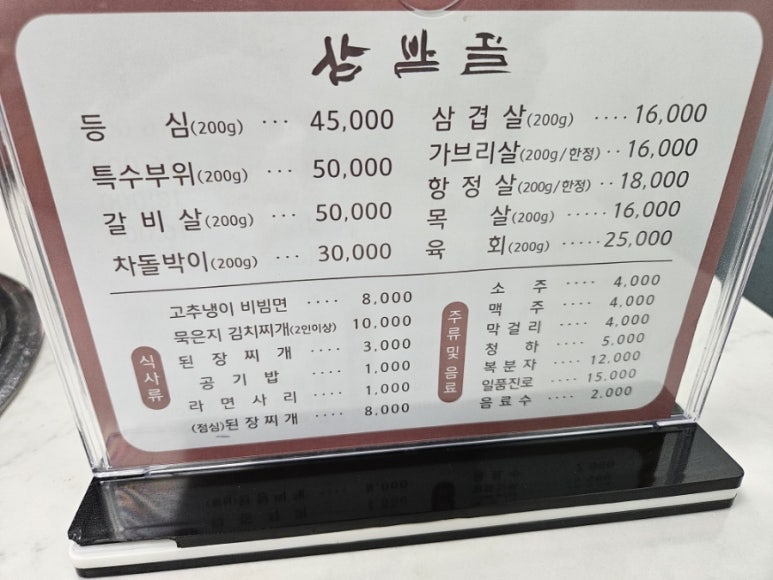 등 심(200g) ··· 45,000
특수부위(200g) ··· 50,000
갈 비 살(200g) ··· 50,000
차돌박이(200g) ··· 30,000
삼 겹 살(200g) ···· 16,000
가브리살(200g/한정) ·· 16,000
항 정 살(200g/한정) ·· 18,000
목 살(200g) ····· 16,000
육 회(200g) ····· 25,000
식사류
고추냉이 비빔면 ···· 8,000
묵은지 김치찌개(2인이상) 10,000
된 장 찌 개 ···· 3,000
공 기 밥 ···· 1,000
라 면 사 리 ···· 1,000
(점심)된장찌개 ···· 8,000
주류 및 음료
소 주 ···· 4,000
맥 주 ···· 4,000
막걸리 ···· 4,000
청 하 ···· 5.000
복분자 ···· 12.000
일품진로 ···· 15.000
음료수 ···· 2.000